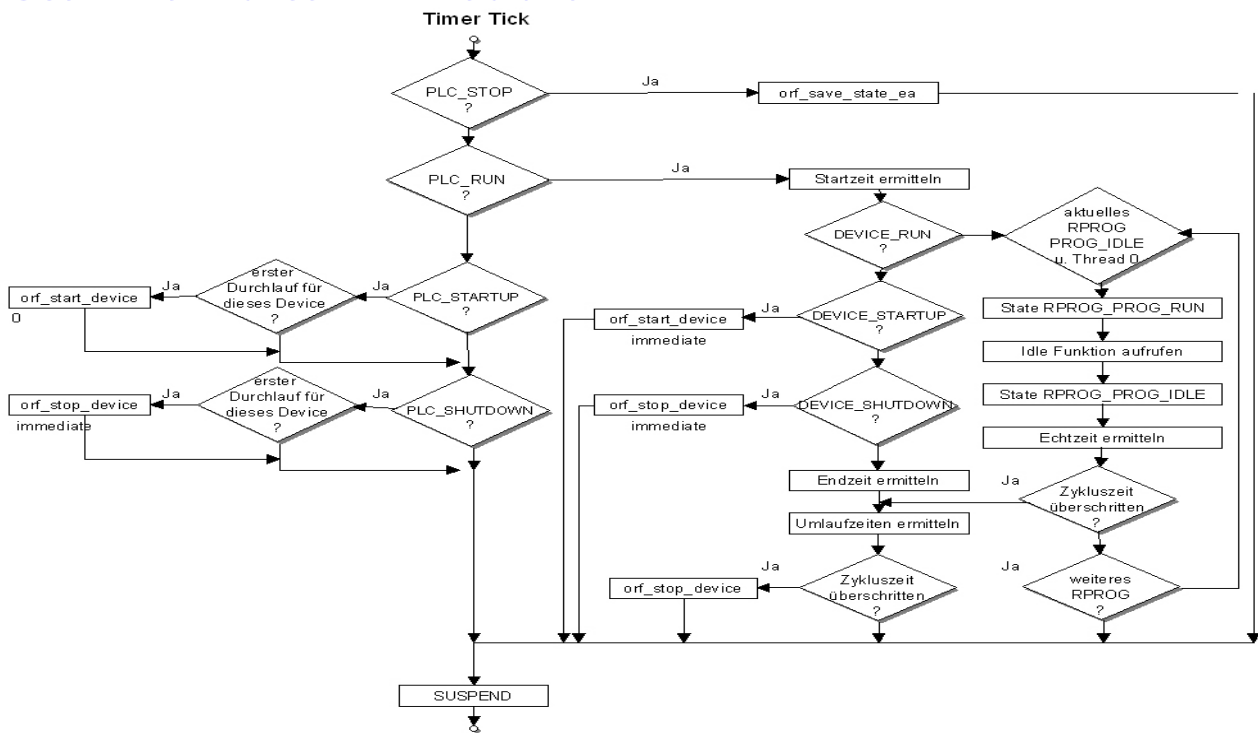 Timer Tick
PLC_STOP
?
Ja
orf_save_state_ea
PLC_RUN
?
Ja
Startzeit ermitteln
DEVICE_RUN
?
aktuelles
RPROG
PROG_IDLE
u. Thread 0
erster
Durchlauf für
dieses Device
?
Ja
orf_start_device
0
Ja
PLC_STARTUP
?
orf_start_device
immediate
Ja
DEVICE_STARTUP
?
State RPROG_PROG_RUN
Idle Funktion aufrufen
erster
Durchlauf für
dieses Device
?
Ja
orf_stop_device
immediate
Ja
PLC_SHUTDOWN
?
orf_stop_device
immediate
Ja
DEVICE_SHUTDOWN
?
State RPROG_PROG_IDLE
Echtzeit ermitteln
Endzeit ermitteln
Ja
Zykluszeit
überschritten
?
Umlaufzeiten ermitteln
orf_stop_device
Ja
Zykluszeit
überschritten
?
Ja
weiteres
RPROG
?
SUSPEND